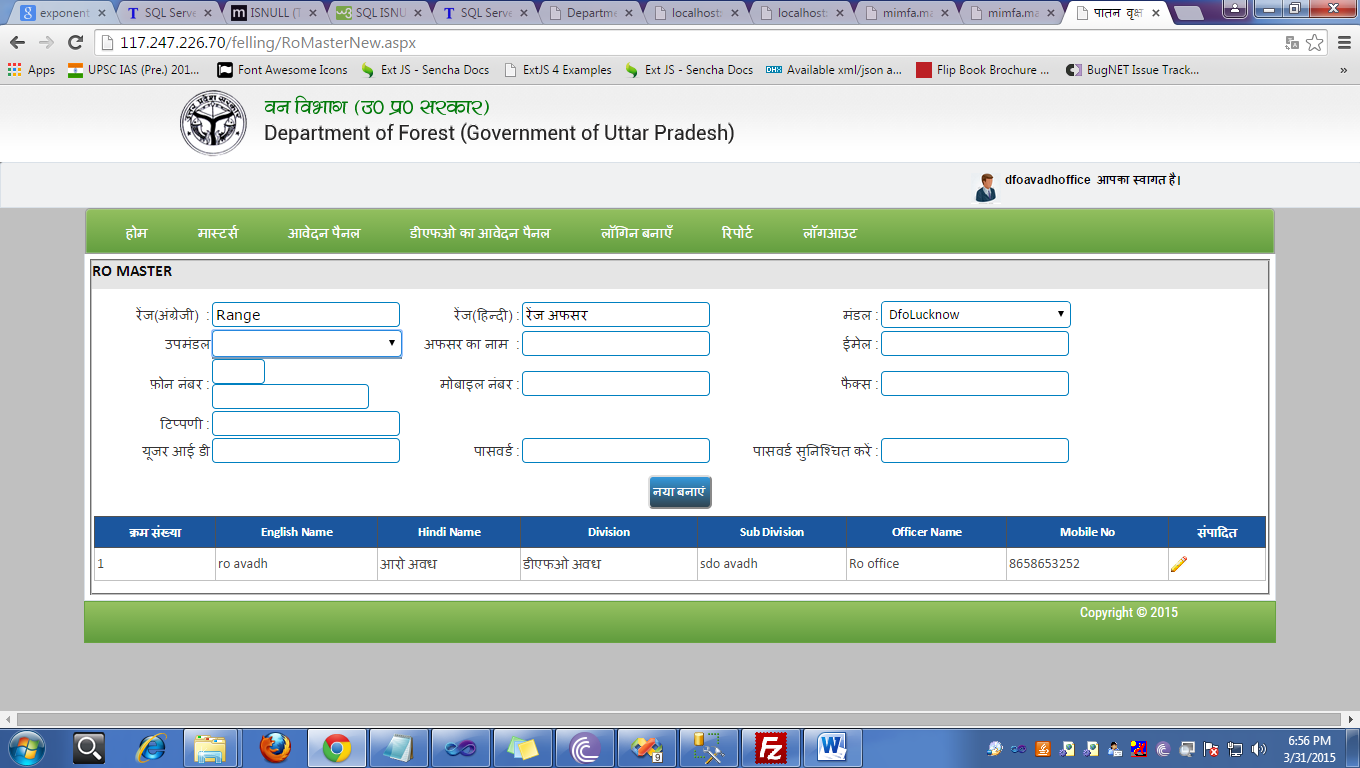 exponent
SQL Serve
ISNULL (T
SQL ISNU
SQL Serve
Departme
localhost:
localhost:
mimfa.ma
mimfa.ma
पातन वृक्ष
117.247.226.70/felling/RoMasterNew.aspx
Apps UPSC IAS (Pre.) 201... Font Awesome Icons Ext JS - Sencha Docs ExtJS 4 Examples Ext JS - Sencha Docs Available xml/json a... Flip Book Brochure ... BugNET Issue Track... »
वन विभाग (उ0 प्र0 सरकार)
Department of Forest (Government of Uttar Pradesh)
dfoavadhoffice आपका स्वागत है।
होम मास्टर्स आवेदन पैनल डीएफओ का आवेदन पैनल लॉगिन बनाएँ रिपोर्ट लॉगआउट
RO MASTER
रेंज(अंग्रेजी) : Range रेंज(हिन्दी) : रेंज अफसर मंडल : DfoLucknow
उपमंडल अफसर का नाम : ईमेल :
फ़ोन नंबर : मोबाइल नंबर : फैक्स :
टिप्पणी :
यूजर आई डी पासवर्ड : पासवर्ड सुनिश्चित करें :
नया बनाएं
क्रम संख्या English Name Hindi Name Division Sub Division Officer Name Mobile No संपादित
1 ro avadh आरो अवध डीएफओ अवध sdo avadh Ro office 8658653252
Copyright © 2015
6:56 PM
3/31/2015